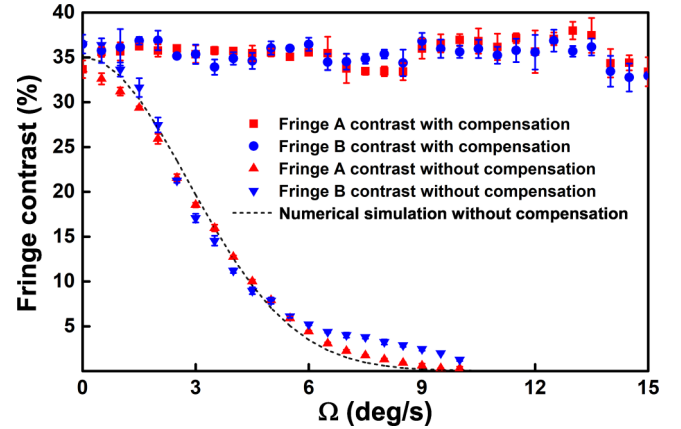 40
35
30
25
20
15
10
5
Fringe contrast (%)
Fringe A contrast with compensation
Fringe B contrast with compensation
Fringe A contrast without compensation
Fringe B contrast without compensation
Numerical simulation without compensation
0 3 6 9 12 15
Ω (deg/s)